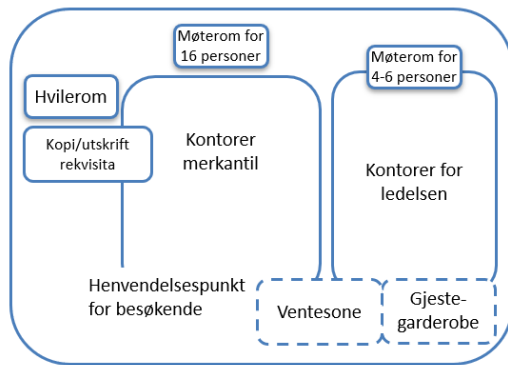 Møterom for
16 personer
Møterom for
4-6 personer
Hvilerom
Kopi/utskrift
rekvisita
Kontorer
merkantil
Kontorer for
ledelsen
Henvendelsespunkt
for besøkende
Ventesone
Gjeste-
garderobe